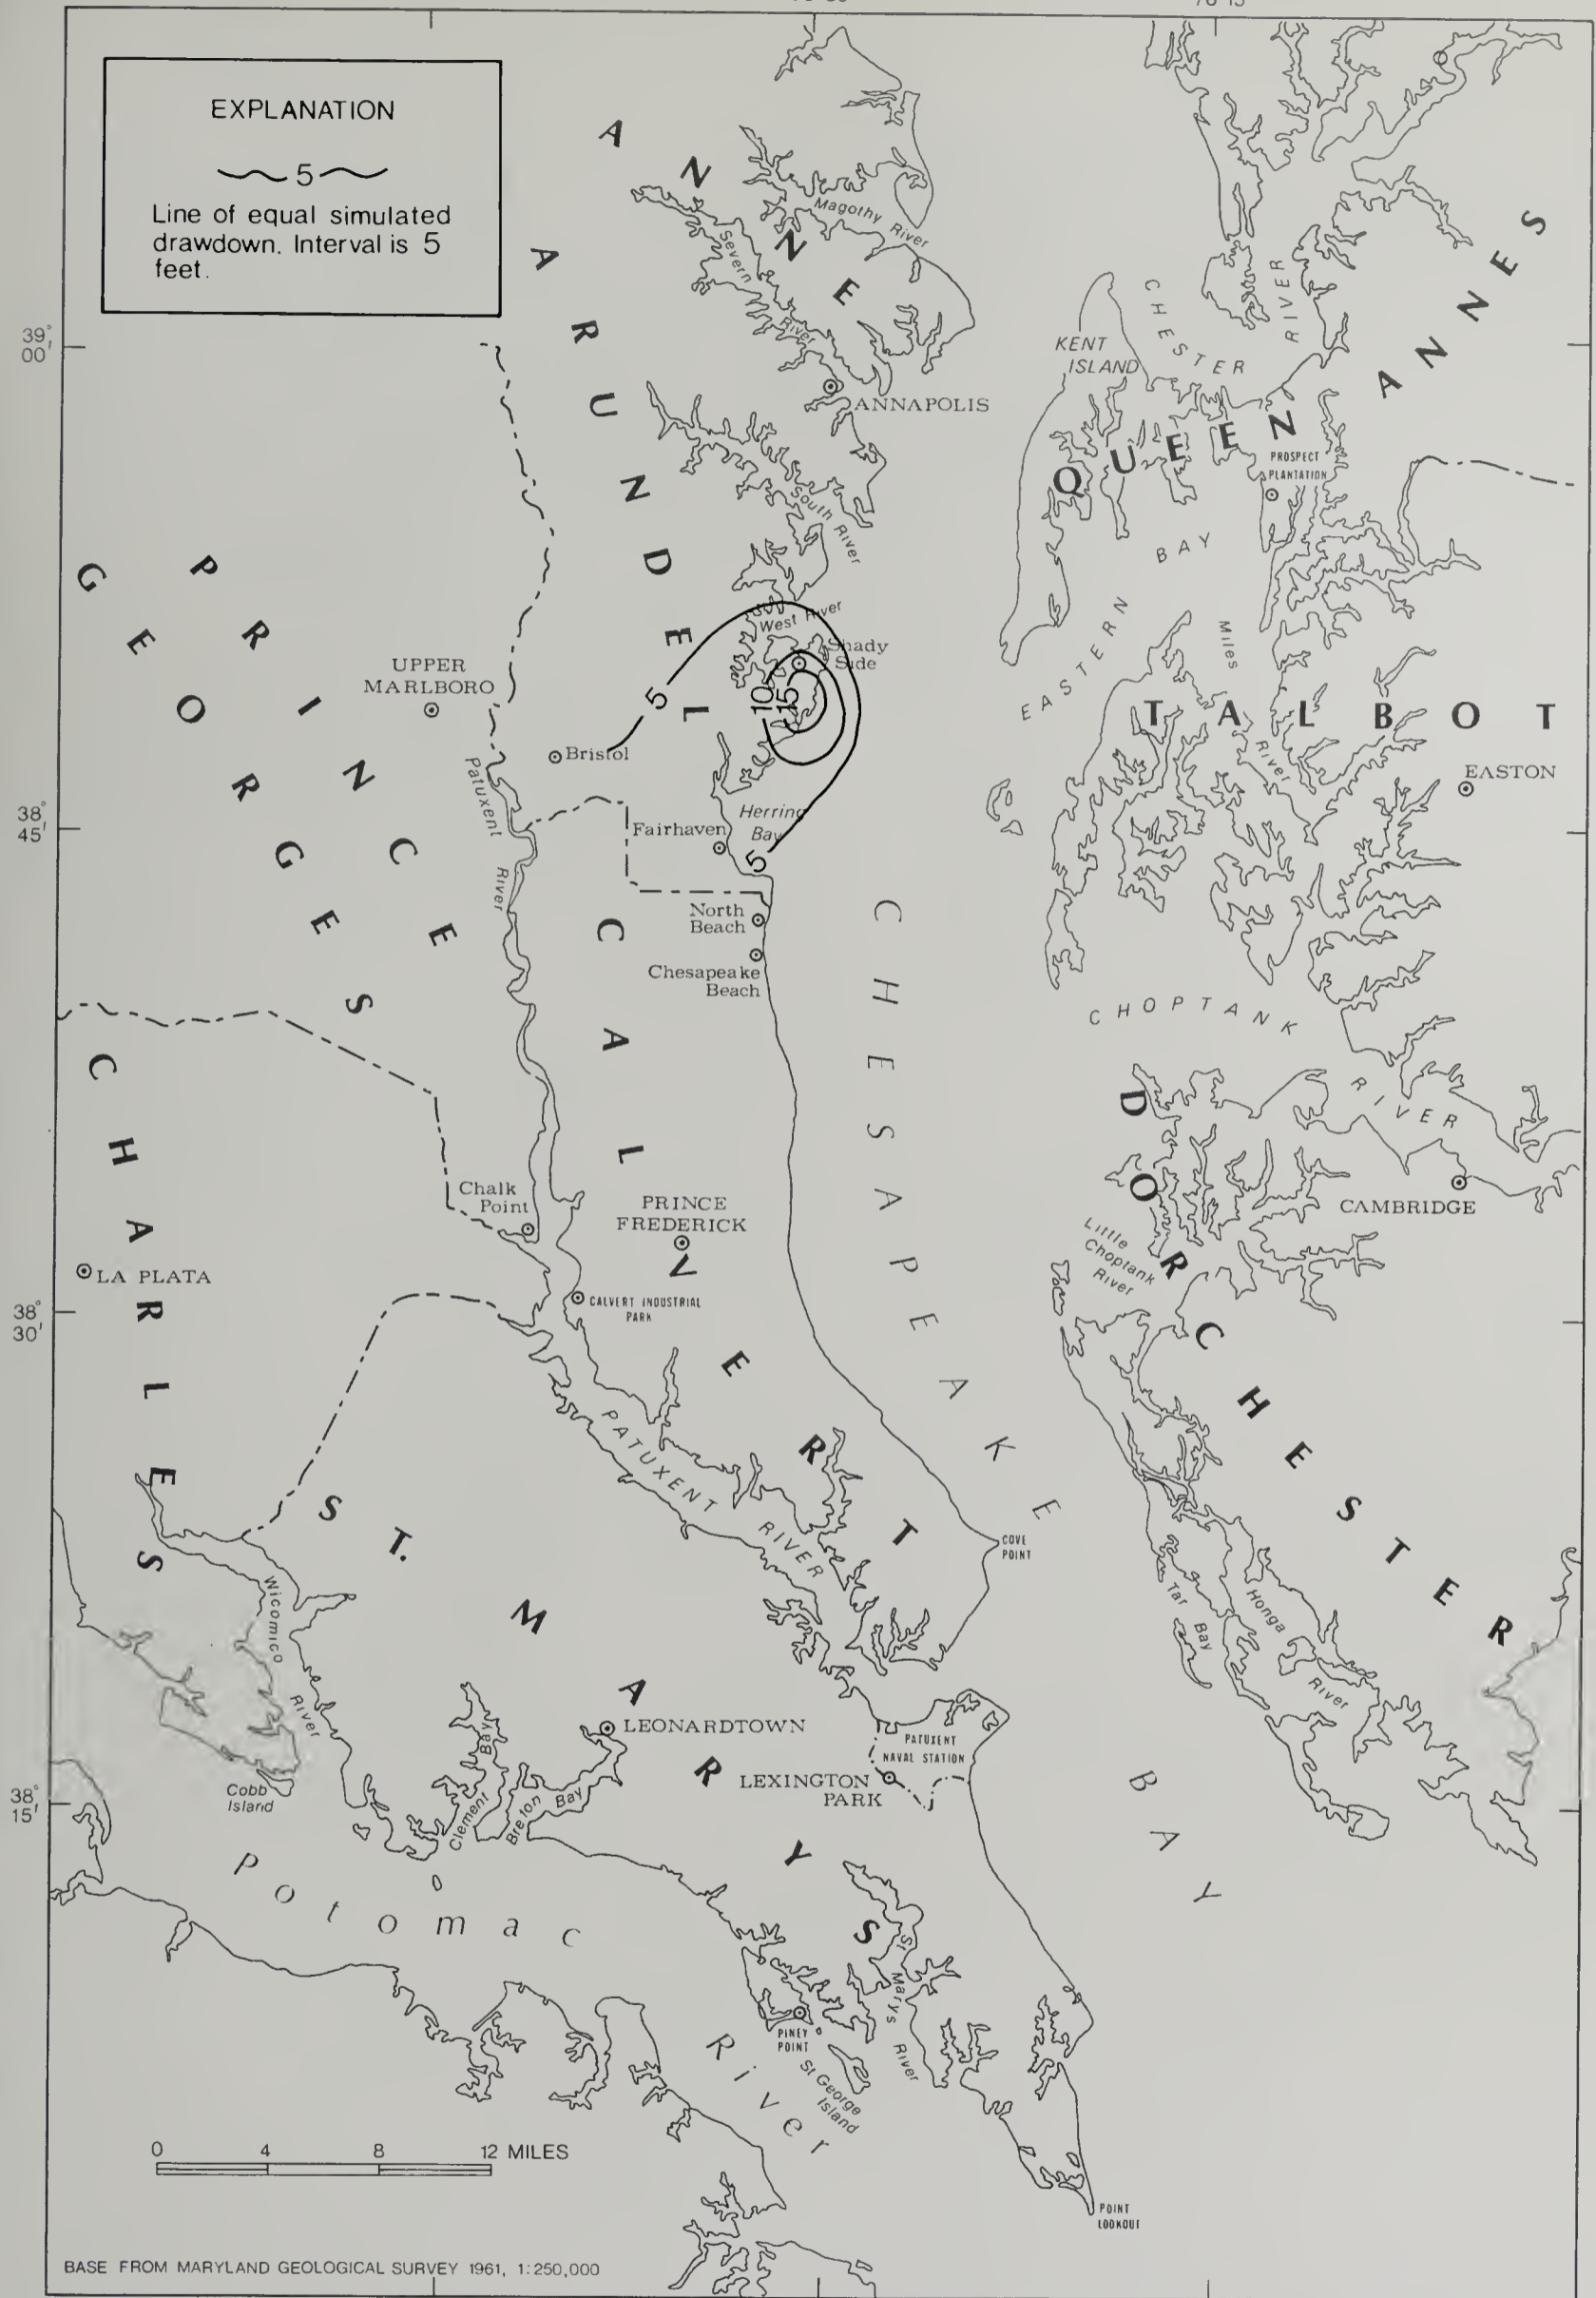 76 15
EXPLANATION
5
Line of equal simulated
drawdown. Interval is 5
feet.
ANNE
ARUNDEL
Magothy River
Severn
River
39°
00'
ANNAPOLIS
KENT
ISLAND
CHESTER
RIVER
QUEEN ANNES
PROSPECT
PLANTATION
South River
EASTERN BAY
PRINCE
GEORGES
West River
Shady
Side
UPPER
MARLBORO
5
10
15
Bristol
Miles
River
TALBOT
EASTON
Patuxent
River
38°
45'
Herring
Bay
Fairhaven
5
North
Beach
Chesapeake
Beach
CALVERT
CHESAPEAKE
BAY
CHOPTANK
RIVER
CHARLES
DORCHESTER
Chalk
Point
PRINCE
FREDERICK
CAMBRIDGE
Little
Choptank
River
LA PLATA
CALVERT INDUSTRIAL
PARK
38°
30'
PATUXENT
RIVER
COVE
POINT
ST.
MARYS
Wicomico
River
Tar
Bay
Honga
River
LEONARDTOWN
PATUXENT
NAVAL STATION
LEXINGTON
PARK
Cobb
Island
38°
15'
Clement
Bay
Breton
Bay
Potomac
River
St
Marys
River
PINEY
POINT
St George
Island
0 4 8 12 MILES
POINT
LOOKOUT
BASE FROM MARYLAND GEOLOGICAL SURVEY 1961, 1:250,000